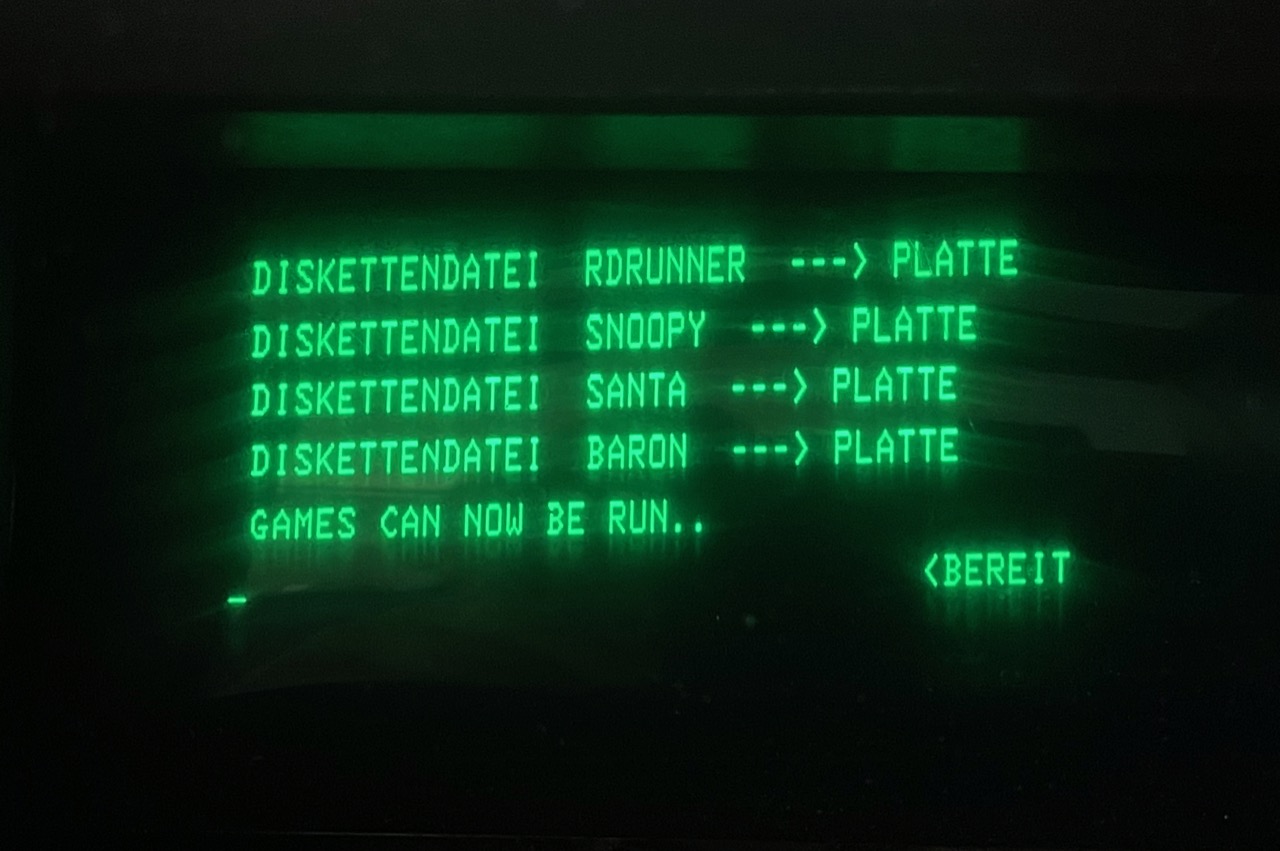 DISKETTENDATEI RDRUNNER ---> PLATTE
DISKETTENDATEI SNOOPY ---> PLATTE
DISKETTENDATEI SANTA ---> PLATTE
DISKETTENDATEI BARON ---> PLATTE
GAMES CAN NOW BE RUN..
<BEREIT
_